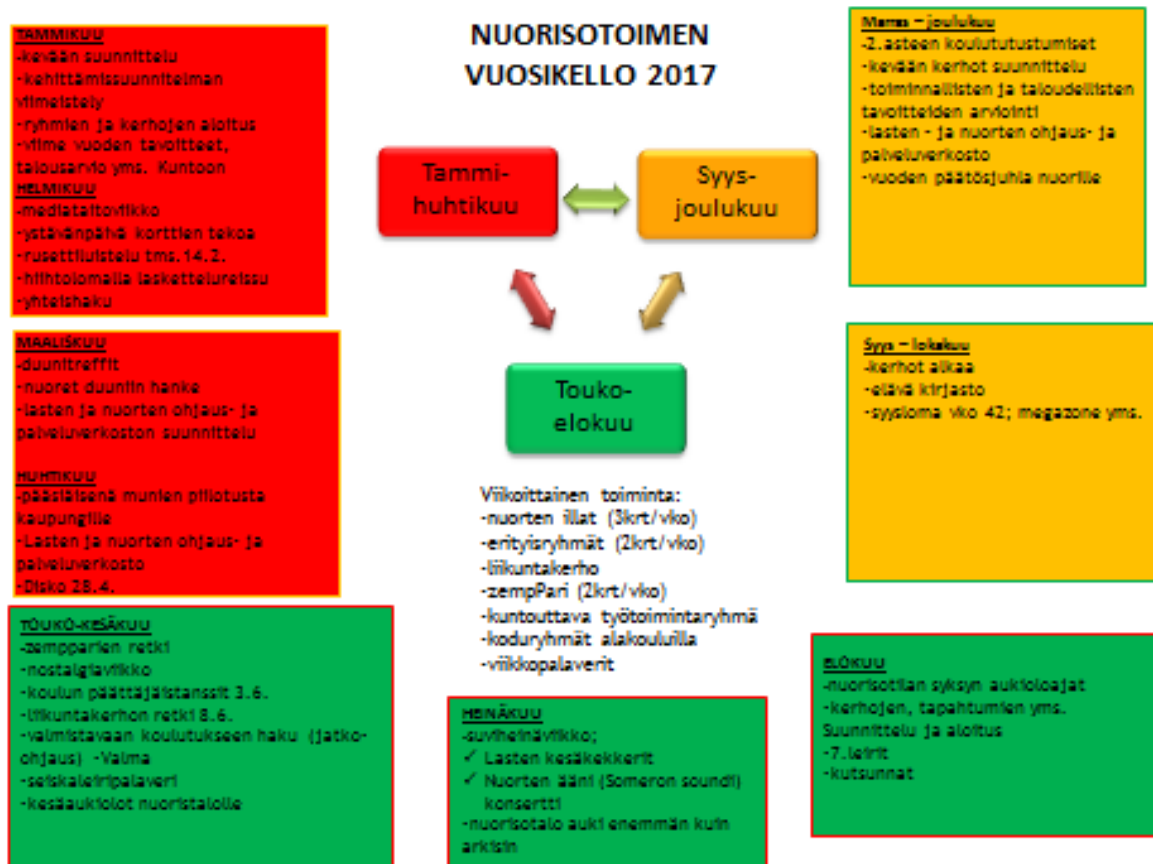 NUORISOTOIMEN
VUOSIKELLO 2017
TAMMIKUU
-kevään suunnittelu
-kehittämissuunnitelman
viimeistely
-ryhmien ja kerhojen aloitus
-viime vuoden tavoitteet,
talousarvio yms. Kuntoon
HELMIKUU
-mediataitoviikko
-ystävänpäivä korttien tekoa
-rusettiluistelu tms.14.2.
-hiihtolomalla laskettelureissu
-yhteishaku
MAALISKUU
-duunitreffit
-nuoret duuniin hanke
-lasten ja nuorten ohjaus- ja
palveluverkoston suunnittelu
HUHTIKUU
-pääsiäisenä munien piilotusta
kaupungille
-Lasten ja nuorten ohjaus- ja
palveluverkosto
-Disko 28.4.
TOUKO-KESÄKUU
-zempparien retki
-nostalgiaviikko
-koulun päättäjäistanssit 3.6.
-liikuntakerhon retki 8.6.
-valmistavaan koulutukseen haku (jatko-
ohjaus) -Valma
-seiskaleiripalaveri
-kesäaukiolot nuoristalolle
Tammi-
huhtikuu
Syys-
joulukuu
Touko-
elokuu
Viikoittainen toiminta:
-nuorten illat (3krt/vko)
-erityisryhmät (2krt/vko)
-liikuntakerho
-zempPari (2krt/vko)
-kuntouttava työtoimintaryhmä
-koduryhmät alakouluilla
-viikkopalaverit
HEINÄKUU
-suviheinäviikko;
✓ Lasten kesäkekkerit
✓ Nuorten ääni (Someron soundi)
konsertti
-nuorisotalo auki enemmän kuin
arkisin
Marras – joulukuu
-2.asteen koulututustumiset
-kevään kerhot suunnittelu
-toiminnallisten ja taloudellisten
tavoitteiden arviointi
-lasten - ja nuorten ohjaus- ja
palveluverkosto
-vuoden päätösjuhla nuorille
Syys – lokakuu
-kerhot alkaa
-elävä kirjasto
-syysloma vko 42; megazone yms.
ELOKUU
-nuorisotilan syksyn aukioloajat
-kerhojen, tapahtumien yms.
Suunnittelu ja aloitus
-7.leirit
-kutsunnat